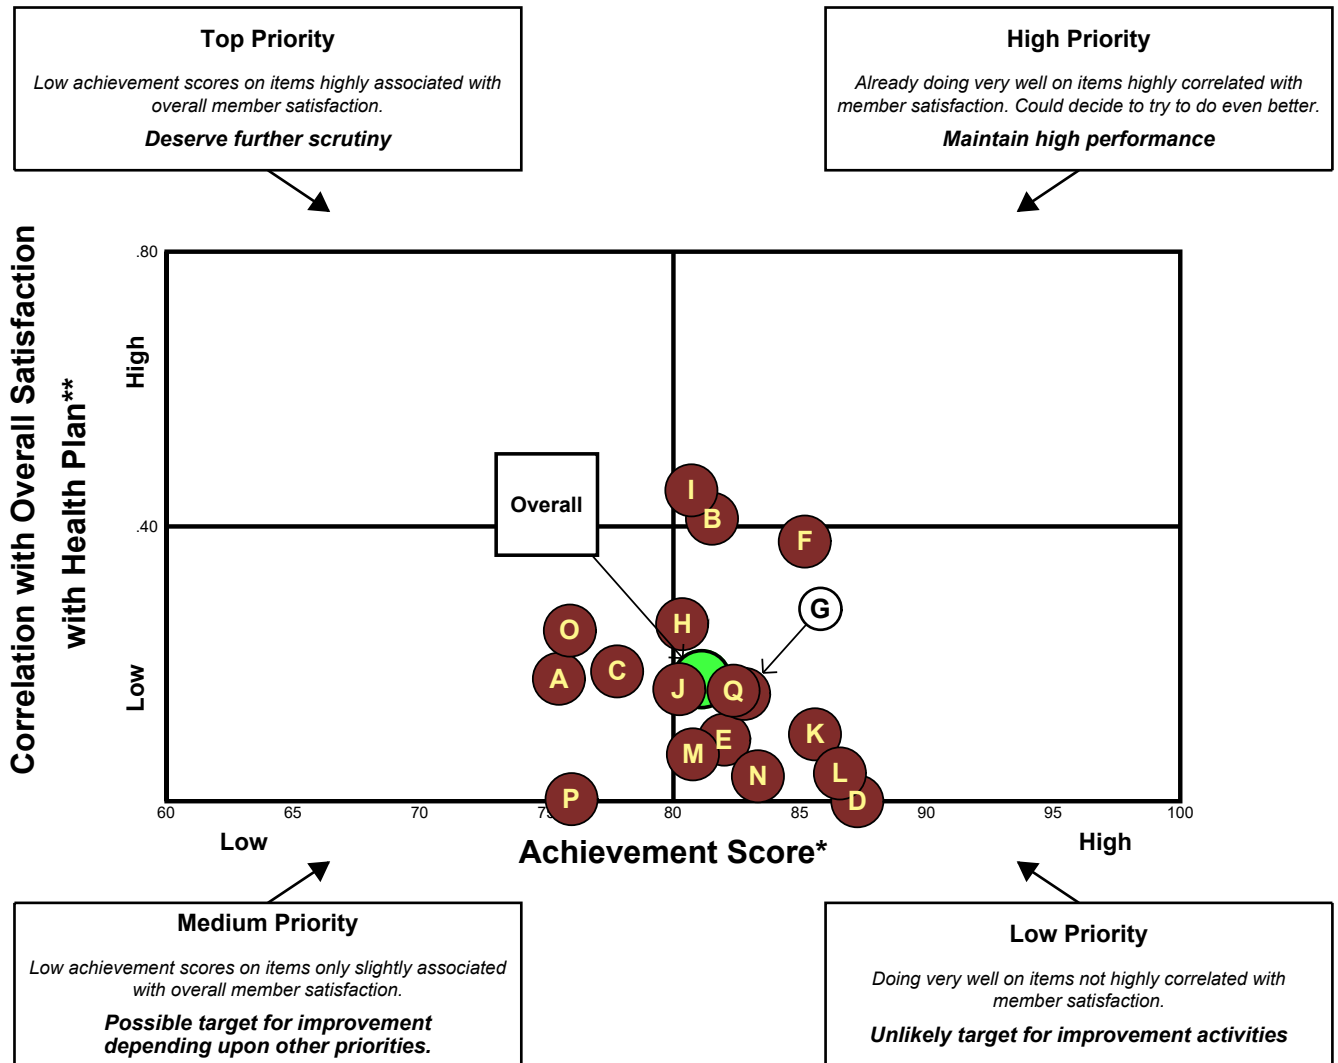 Top Priority
Low achievement scores on items highly associated with
overall member satisfaction.
Deserve further scrutiny
High Priority
Already doing very well on items highly correlated with
member satisfaction. Could decide to try to do even better.
Maintain high performance
Correlation with Overall Satisfaction
with Health Plan**
High
Low
.80
.40
Overall
I
B
F
G
H
O
A
C
J
Q
E
M
N
K
L
D
P
60
65
70
80
85
90
95
100
Low
Achievement Score*
High
Medium Priority
Low achievement scores on items only slightly associated
with overall member satisfaction.
Possible target for improvement
depending upon other priorities.
Low Priority
Doing very well on items not highly correlated with
member satisfaction.
Unlikely target for improvement activities